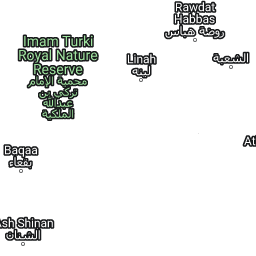 Rawdat
Habbas
روضة هباس
Imam Turki
Royal Nature
Reserve
محمية الإمام
تركي بن
عبدالله
الملكية
Linah
لينه
الشعبة
Baqaa
بقعاء
Ash Shinan
الشنان